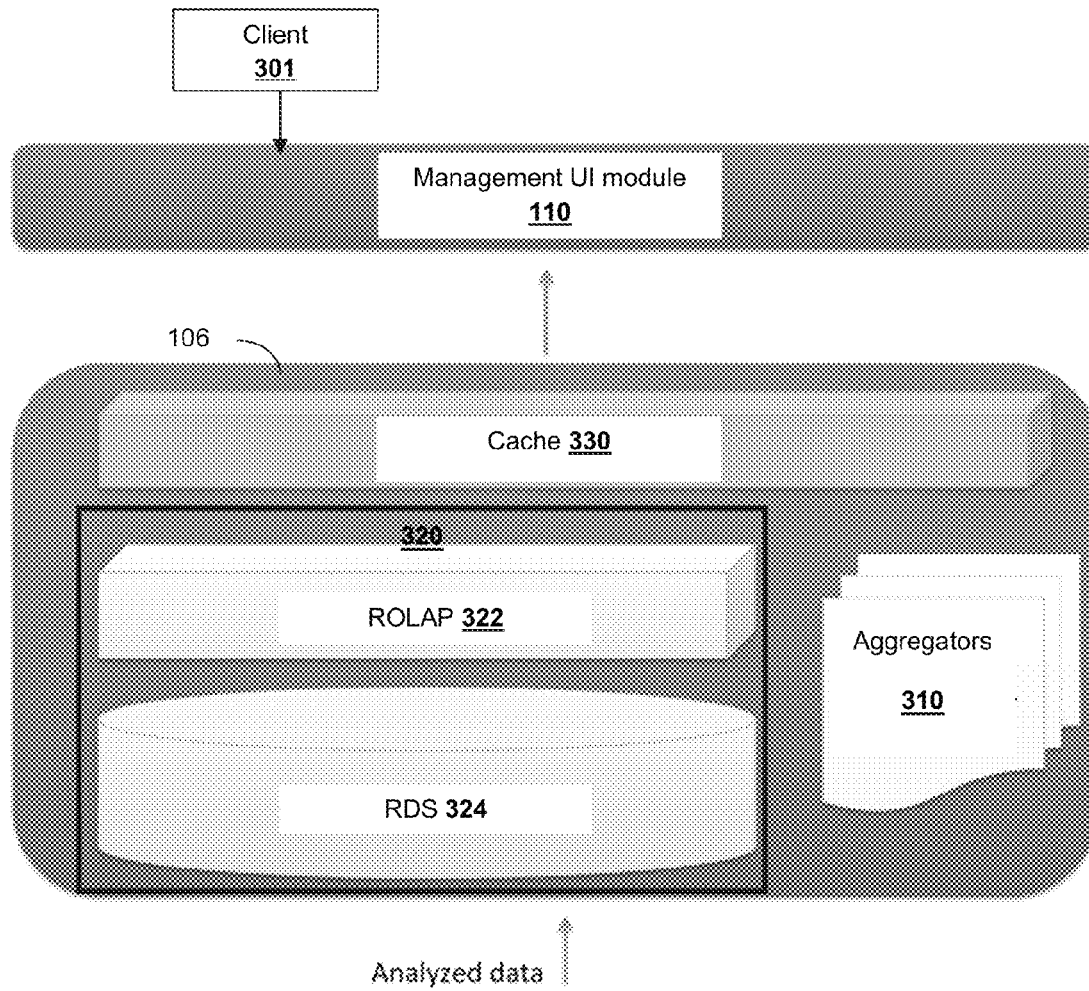 Client
301
Management UI module
110
106
Cache 330
320
ROLAP 322
Aggregators
310
RDS 324
Analyzed data